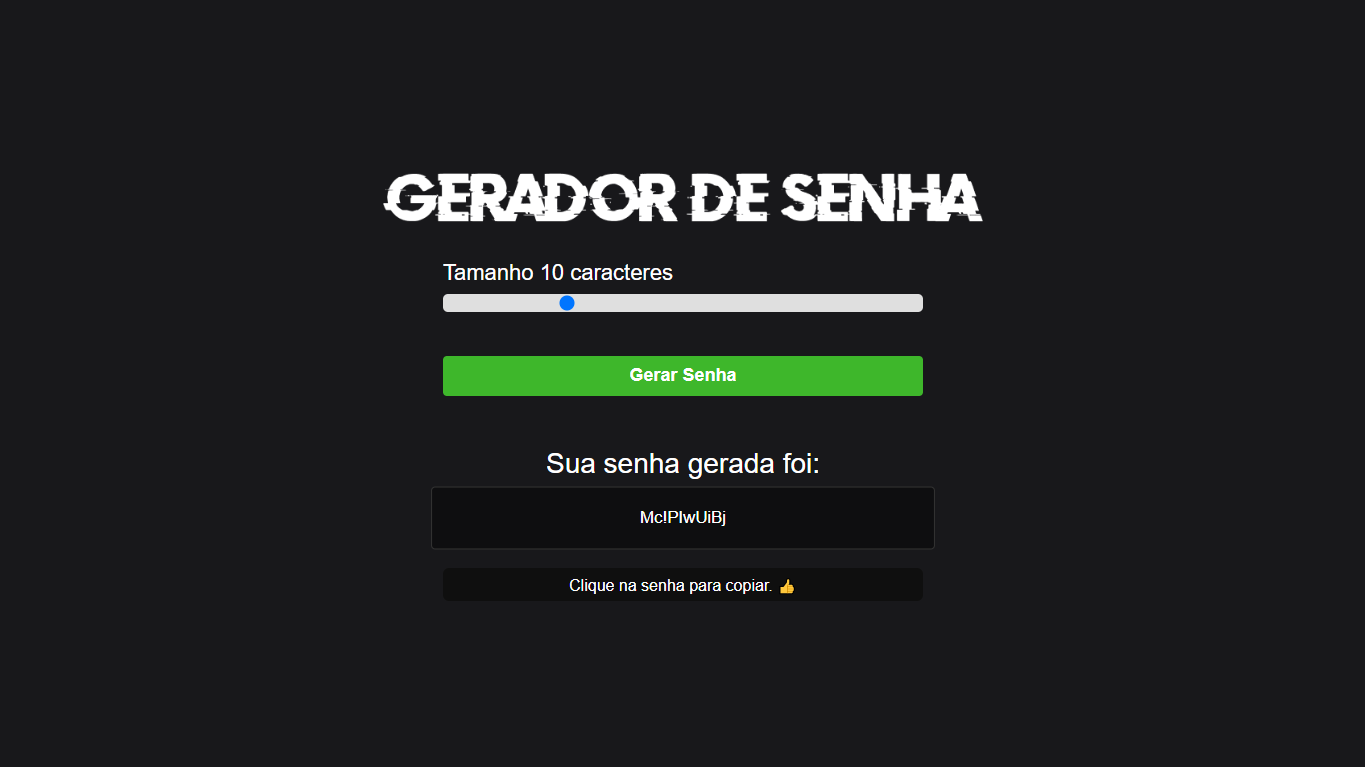 GERADOR DE SENHA
Tamanho 10 caracteres
Gerar Senha
Sua senha gerada foi:
Mc!PIwUiBj
Clique na senha para copiar. 👍